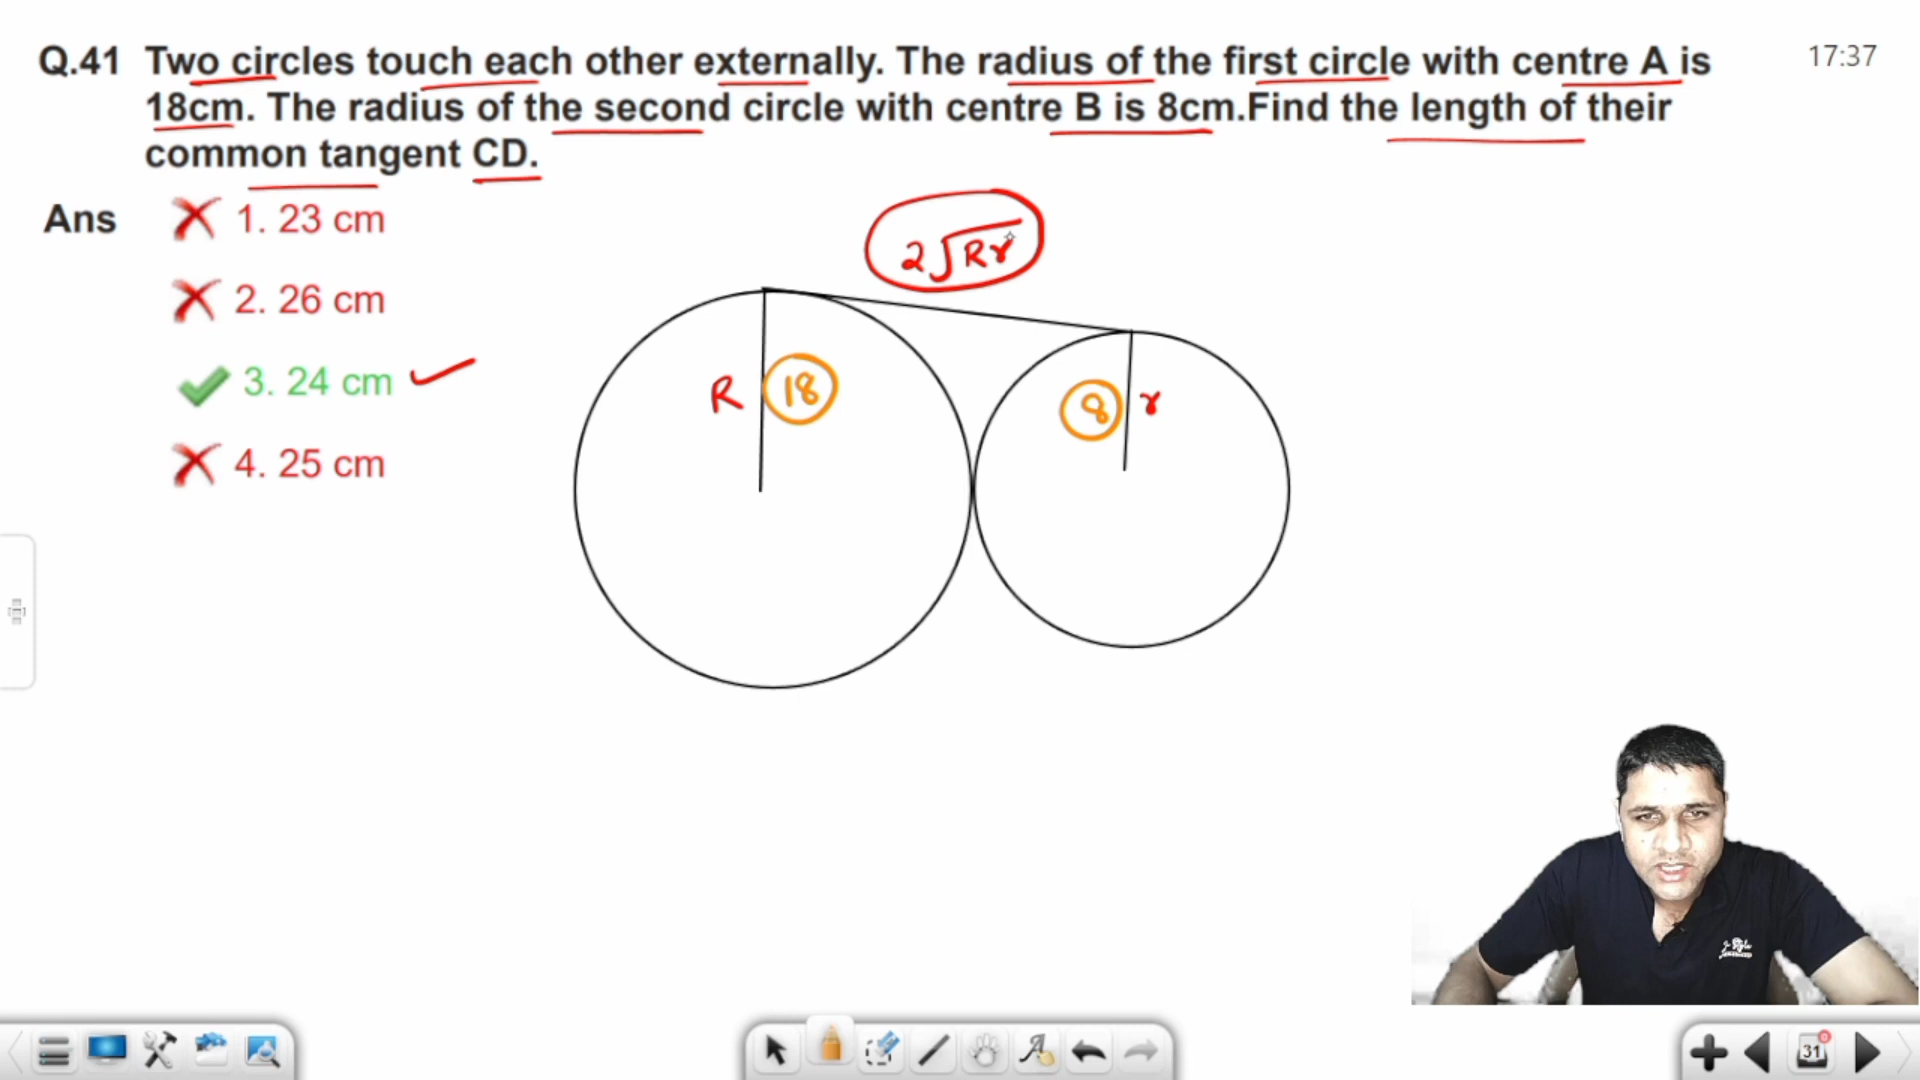 Q.41 Two circles touch each other externally. The radius of the first circle with centre A is
18cm. The radius of the second circle with centre B is 8cm.Find the length of their
common tangent CD.
17:37
Ans
1. 23 cm
2. 26 cm
3. 24 cm
4. 25 cm
2√Rr
R 18
8 r
31
0